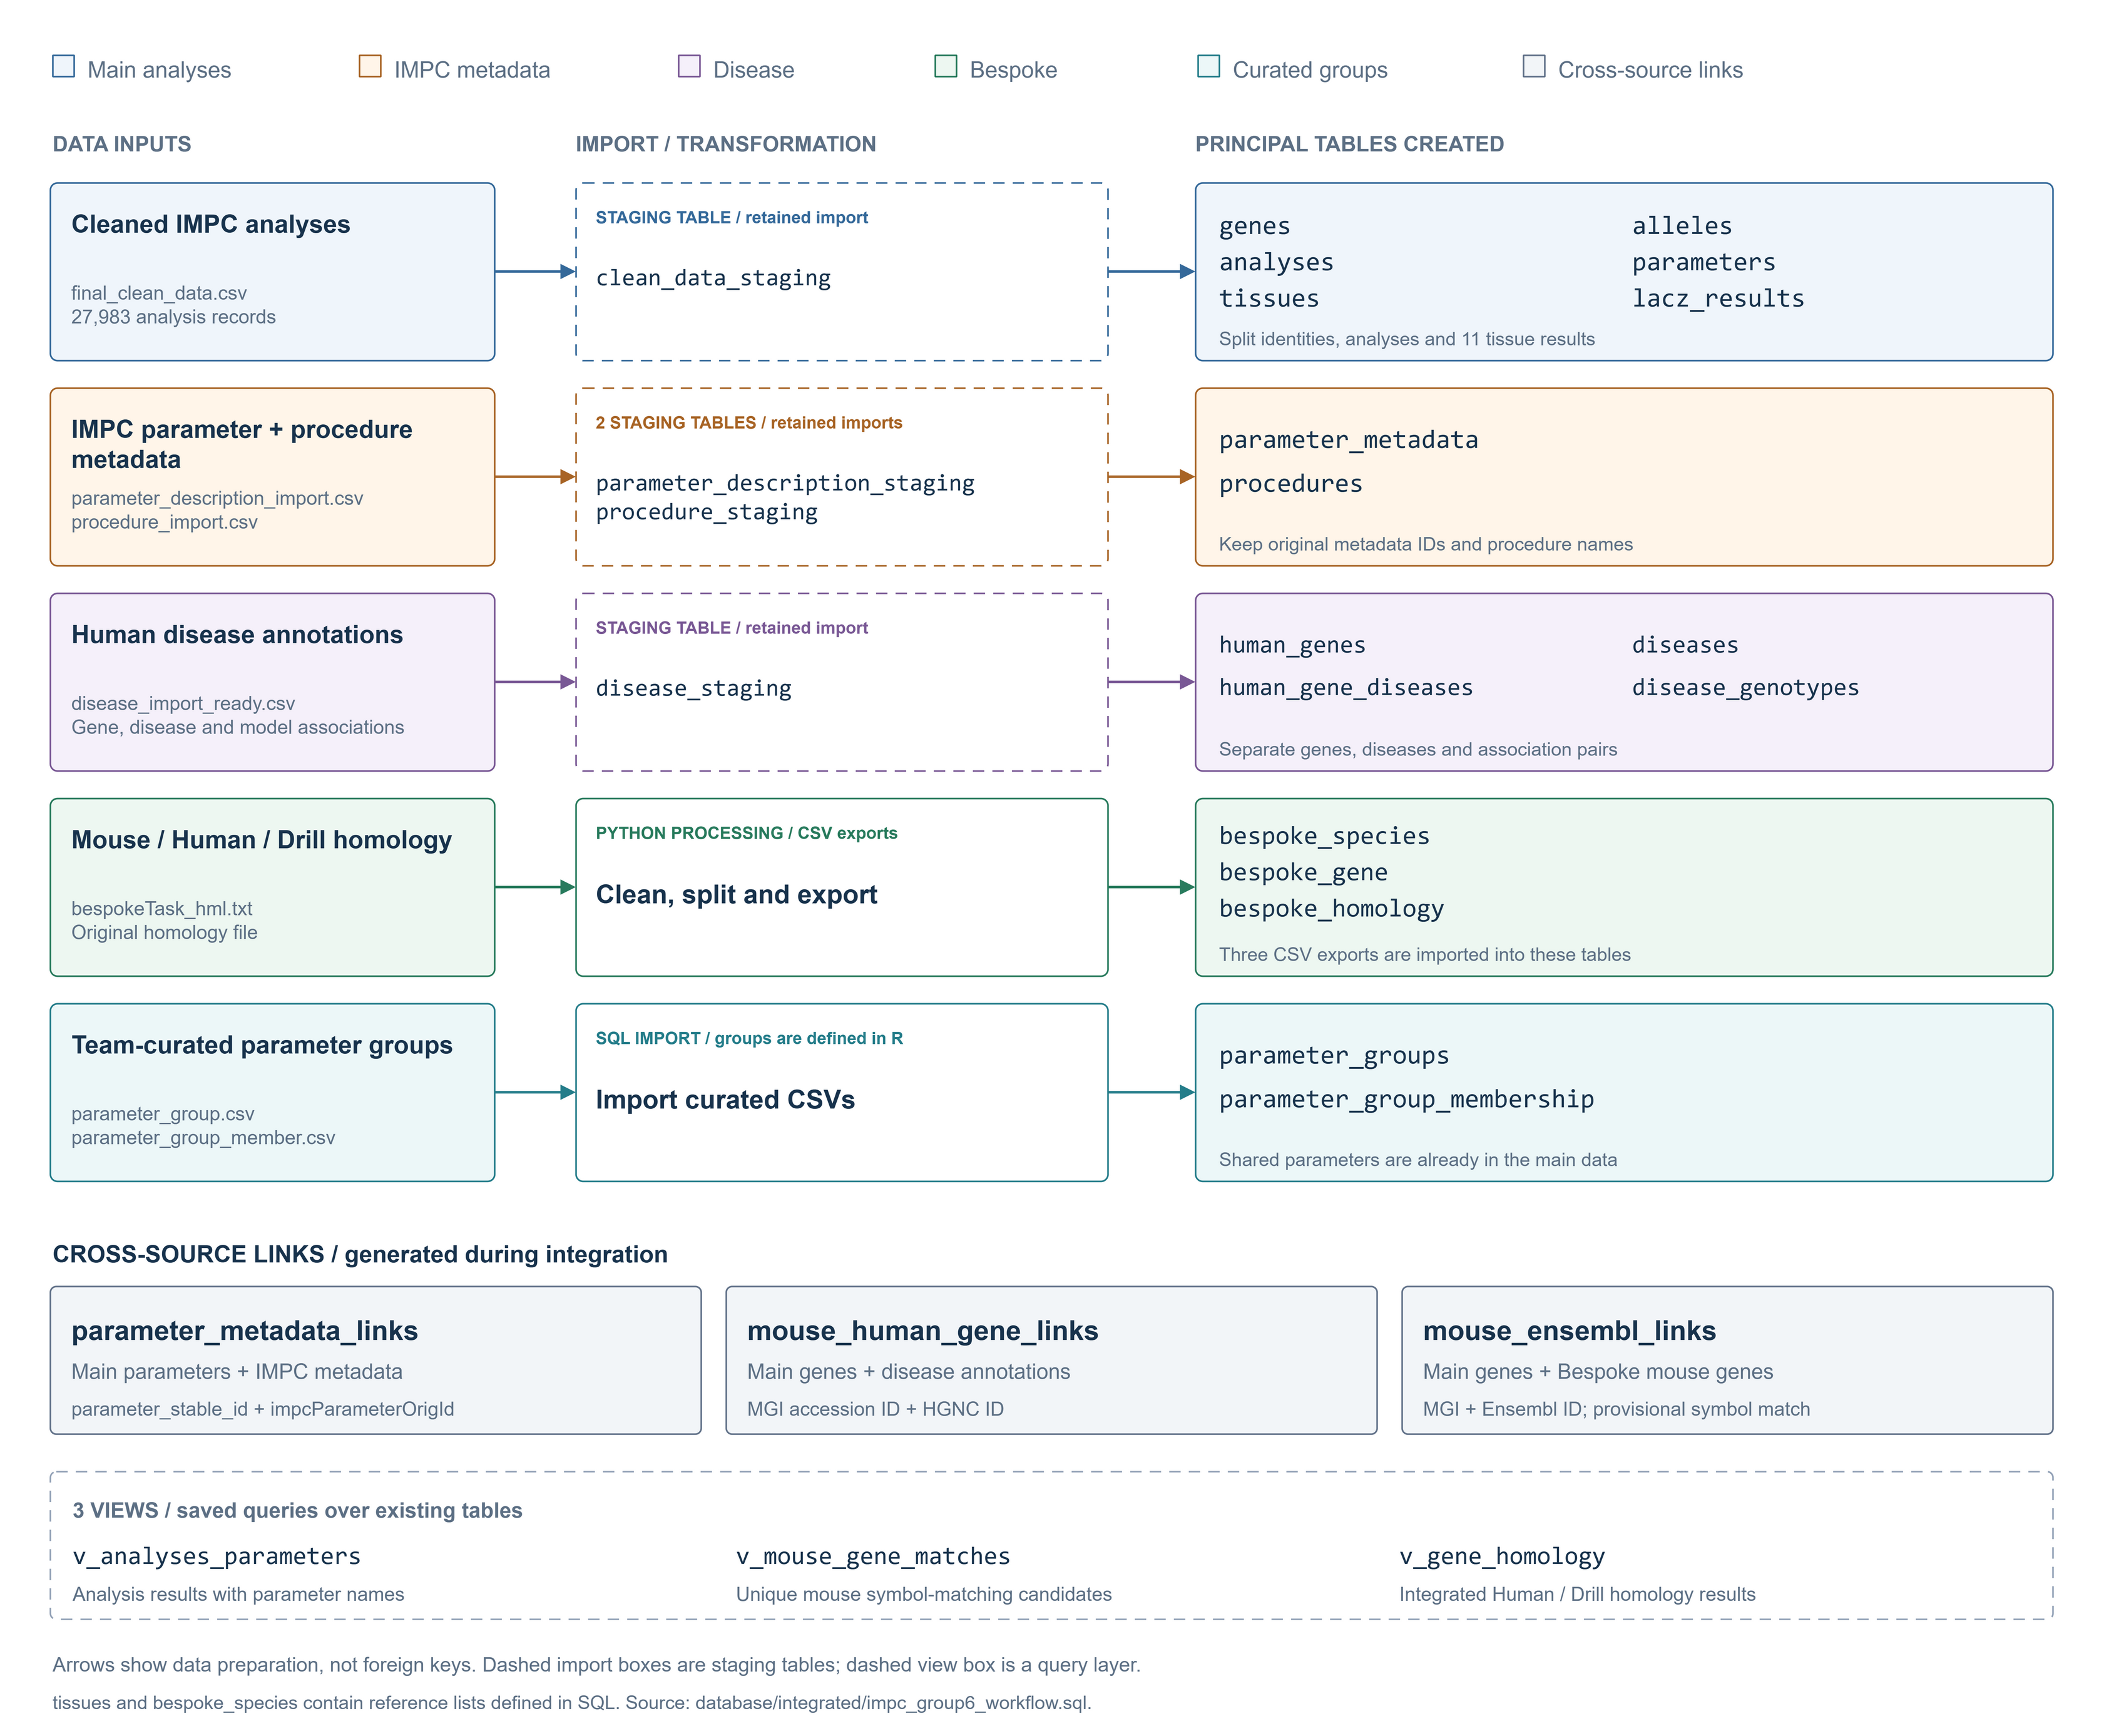 Main analyses
IMPC metadata
Disease
Bespoke
Curated groups
Cross-source links
DATA INPUTS
IMPORT / TRANSFORMATION
PRINCIPAL TABLES CREATED
Cleaned IMPC analyses
final_clean_data.csv
27,983 analysis records
STAGING TABLE / retained import
clean_data_staging
genes
alleles
analyses
parameters
tissues
lacz_results
Split identities, analyses and 11 tissue results
IMPC parameter + procedure
metadata
parameter_description_import.csv
procedure_import.csv
2 STAGING TABLES / retained imports
parameter_description_staging
procedure_staging
parameter_metadata
procedures
Keep original metadata IDs and procedure names
Human disease annotations
disease_import_ready.csv
Gene, disease and model associations
STAGING TABLE / retained import
disease_staging
human_genes
diseases
human_gene_diseases
disease_genotypes
Separate genes, diseases and association pairs
Mouse / Human / Drill homology
bespokeTask_hml.txt
Original homology file
PYTHON PROCESSING / CSV exports
Clean, split and export
bespoke_species
bespoke_gene
bespoke_homology
Three CSV exports are imported into these tables
Team-curated parameter groups
parameter_group.csv
parameter_group_member.csv
SQL IMPORT / groups are defined in R
Import curated CSVs
parameter_groups
parameter_group_membership
Shared parameters are already in the main data
CROSS-SOURCE LINKS / generated during integration
parameter_metadata_links
Main parameters + IMPC metadata
parameter_stable_id + impcParameterOrigId
mouse_human_gene_links
Main genes + disease annotations
MGI accession ID + HGNC ID
mouse_ensembl_links
Main genes + Bespoke mouse genes
MGI + Ensembl ID; provisional symbol match
3 VIEWS / saved queries over existing tables
v_analyses_parameters
Analysis results with parameter names
v_mouse_gene_matches
Unique mouse symbol-matching candidates
v_gene_homology
Integrated Human / Drill homology results
Arrows show data preparation, not foreign keys. Dashed import boxes are staging tables; dashed view box is a query layer.
tissues and bespoke_species contain reference lists defined in SQL. Source: database/integrated/impc_group6_workflow.sql.